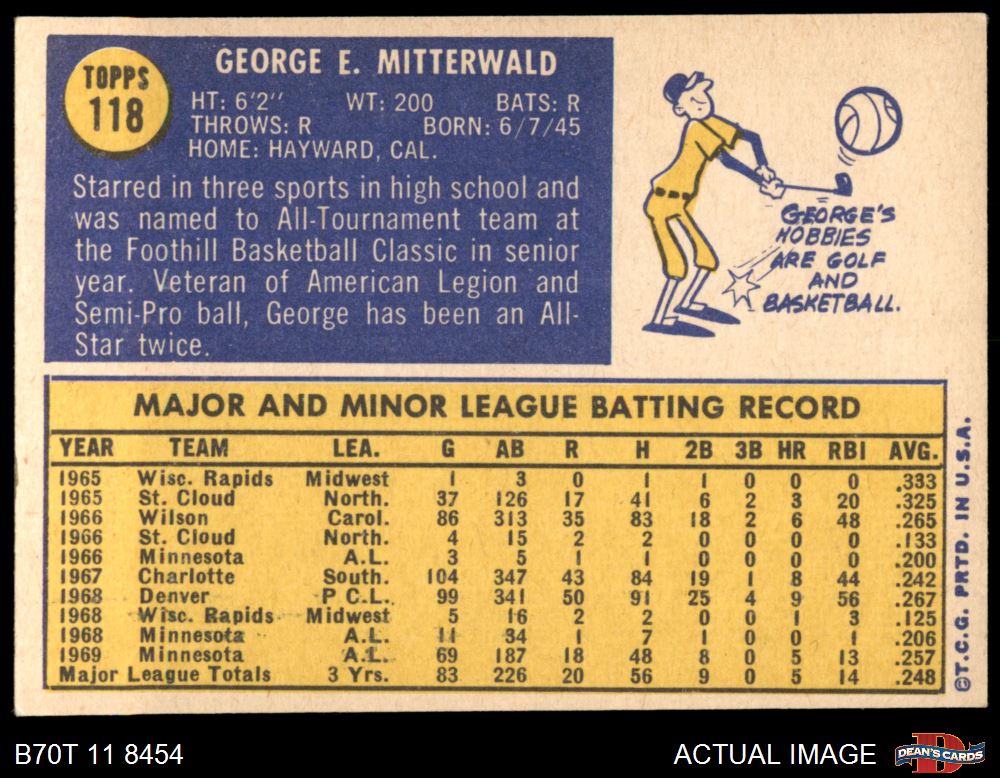 TOPPS
118
GEORGE E. MITTERWALD
HT: 6'2" WT: 200 BATS: R
THROWS: R BORN: 6/7/45
HOME: HAYWARD, CAL.
Starred in three sports in high school and
was named to All-Tournament team at
the Foothill Basketball Classic in senior
year. Veteran of American Legion and
Semi-Pro ball, George has been an All-
Star twice.
GEORGE'S
HOBBIES
ARE GOLF
AND
BASKETBALL.
MAJOR AND MINOR LEAGUE BATTING RECORD
YEAR TEAM LEA. G AB R H 2B 3B HR RBI AVG.
1965 Wisc. Rapids Midwest 1 3 0 1 1 0 0 0 .333
1965 St. Cloud North. 37 126 17 41 6 2 3 20 .325
1966 Wilson Carol. 86 313 35 83 18 2 6 48 .265
1966 St. Cloud North. 4 15 2 2 0 0 0 0 .133
1966 Minnesota A.L. 3 5 1 1 0 0 0 0 .200
1967 Charlotte South. 104 347 43 84 19 1 8 44 .242
1968 Denver P.C.L. 99 341 50 91 25 4 9 56 .267
1968 Wisc. Rapids Midwest 5 16 2 2 0 0 1 3 .125
1968 Minnesota A.L. 11 34 1 7 1 0 0 1 .206
1969 Minnesota A.L. 69 187 18 48 8 0 5 13 .257
Major League Totals 3 Yrs. 83 226 20 56 9 0 5 14 .248
©T.C.G. PRTD. IN U.S.A.
B70T 11 8454
ACTUAL IMAGE
DEAN'S CARDS